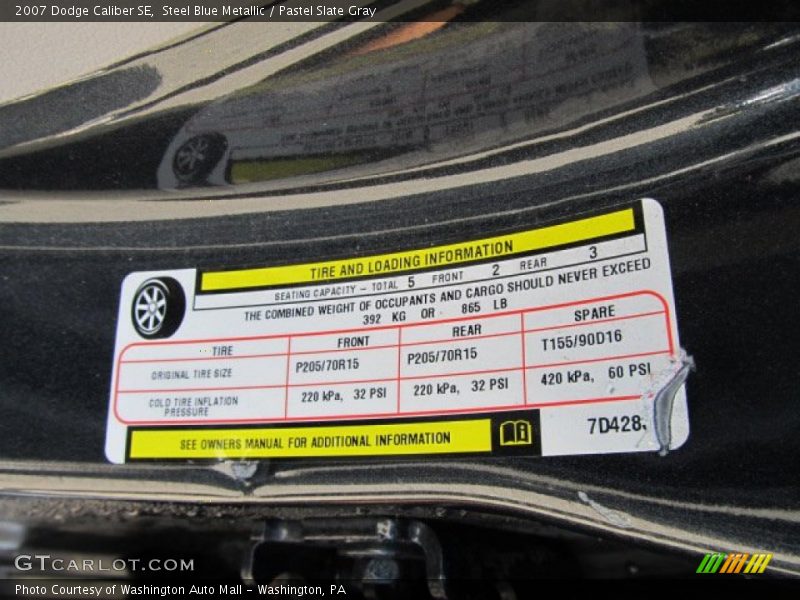 2007 Dodge Caliber SE,  Steel Blue Metallic / Pastel Slate Gray
TIRE AND LOADING INFORMATION
SEATING CAPACITY - TOTAL 5 FRONT 2 REAR 3
THE COMBINED WEIGHT OF OCCUPANTS AND CARGO SHOULD NEVER EXCEED
392 KG OR 865 LB
TIRE FRONT REAR SPARE
ORIGINAL TIRE SIZE P205/70R15 P205/70R15 T155/90D16
COLD TIRE INFLATION
PRESSURE
220 kPa, 32 PSI 220 kPa, 32 PSI 420 kPa, 60 PSI
SEE OWNERS MANUAL FOR ADDITIONAL INFORMATION
7D428
GTCARLOT.COM
Photo Courtesy of Washington Auto Mall - Washington, PA